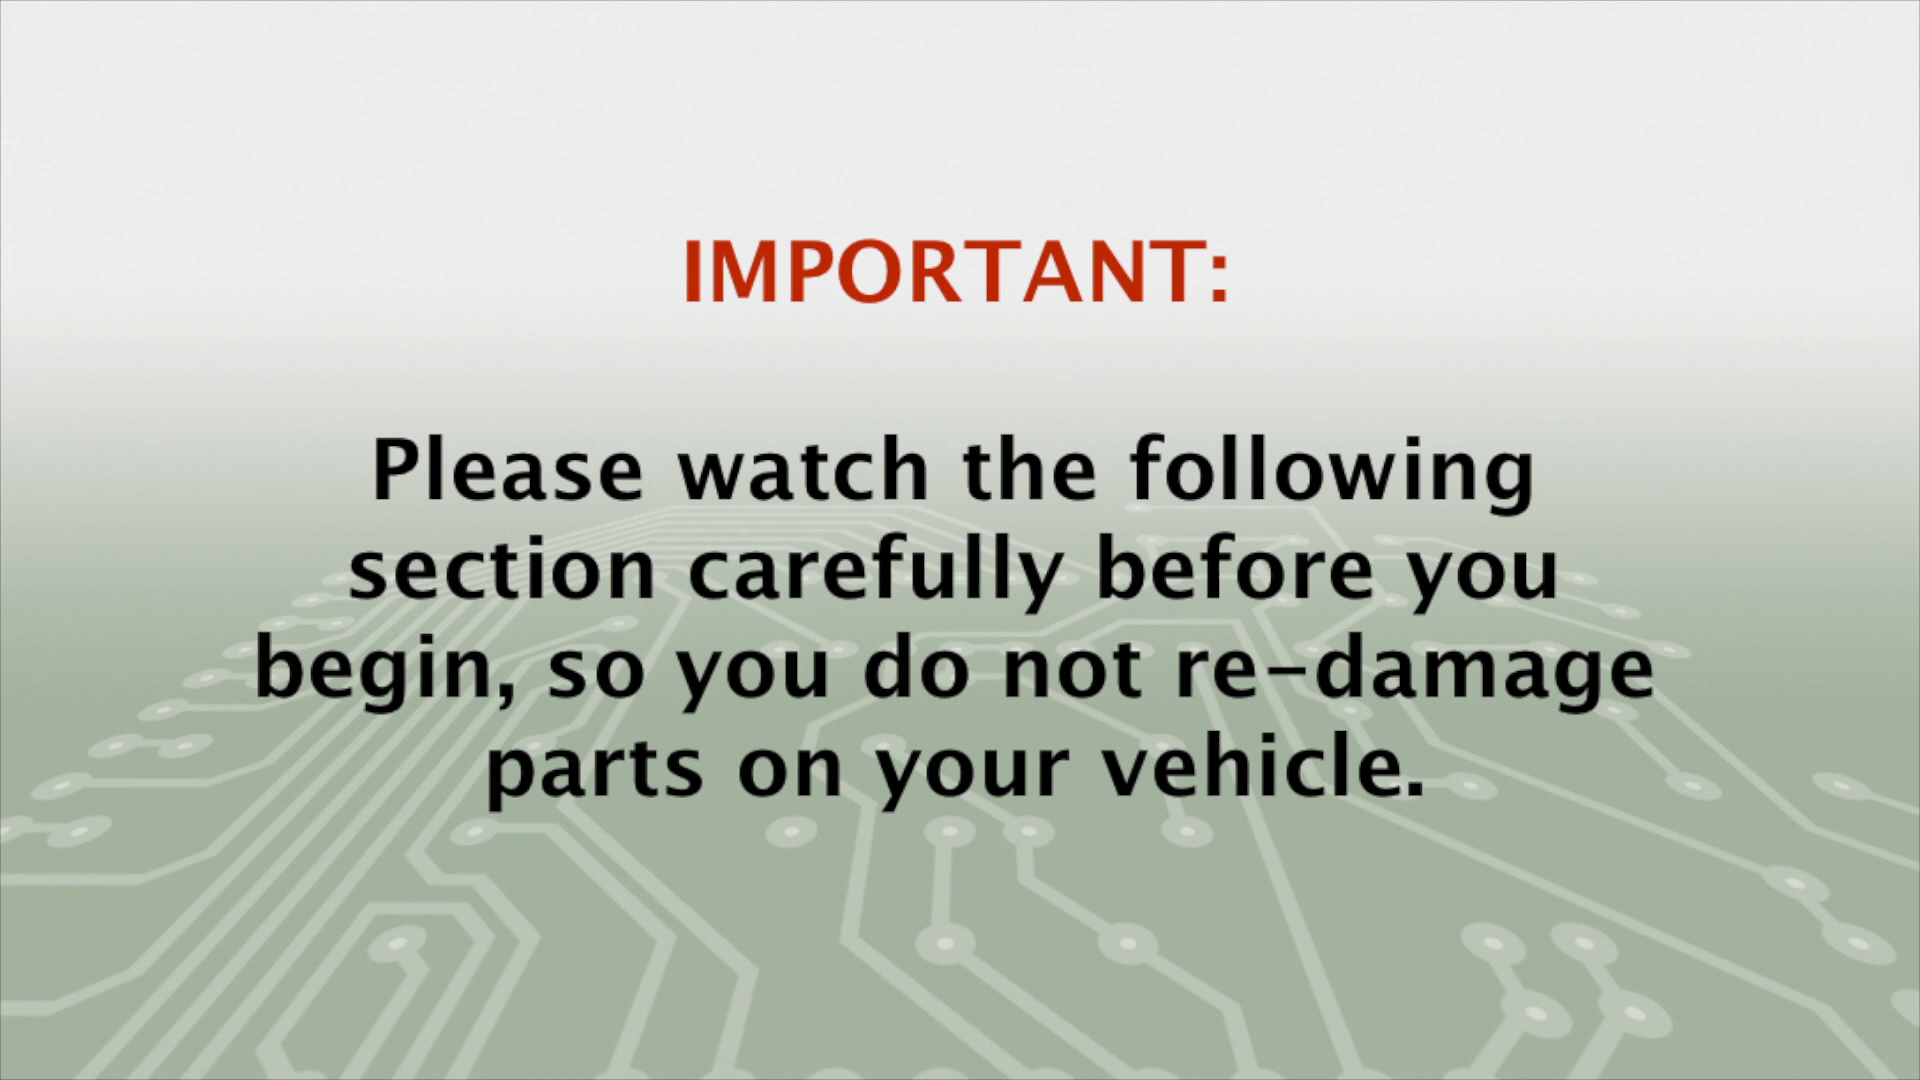 IMPORTANT:
Please watch the following
section carefully before you
begin, so you do not re-damage
parts on your vehicle.